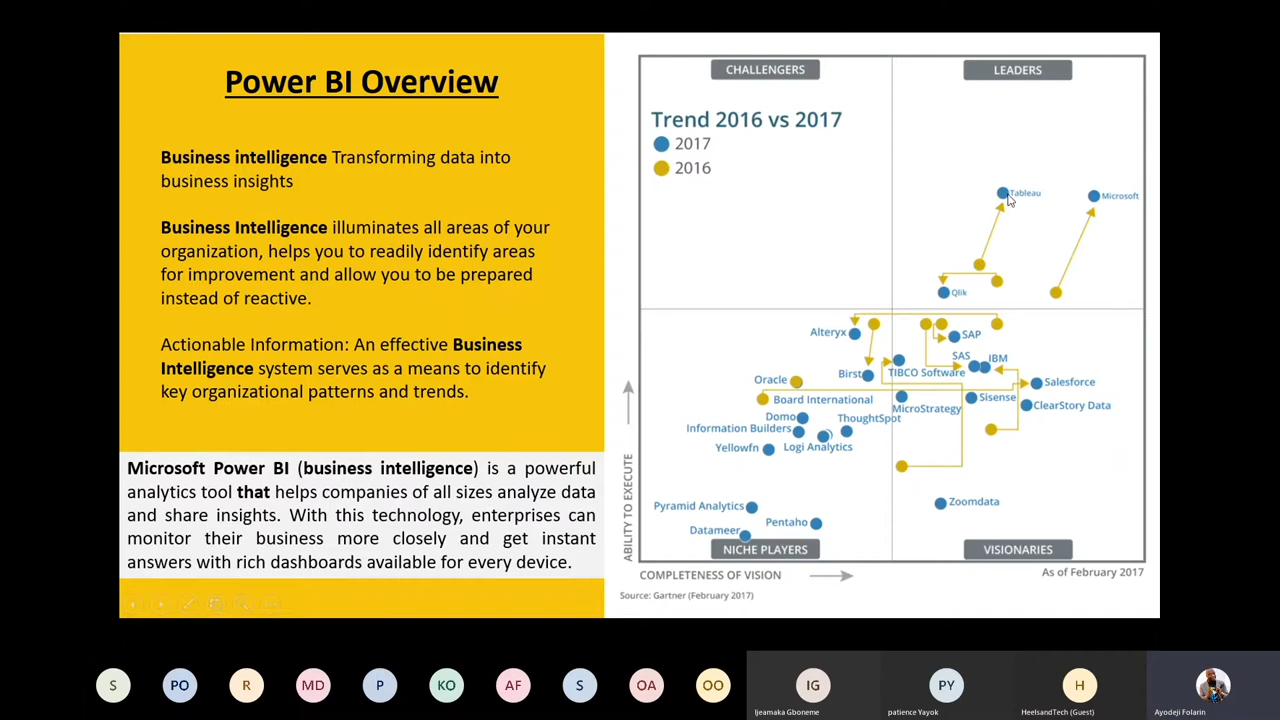 Power BI Overview
Business intelligence Transforming data into
business insights
Business Intelligence illuminates all areas of your
organization, helps you to readily identify areas
for improvement and allow you to be prepared
instead of reactive.
Actionable Information: An effective Business
Intelligence system serves as a means to identify
key organizational patterns and trends.
Microsoft Power BI (business intelligence) is a powerful
analytics tool that helps companies of all sizes analyze data
and share insights. With this technology, enterprises can
monitor their business more closely and get instant
answers with rich dashboards available for every device.
CHALLENGERS
LEADERS
Trend 2016 vs 2017
2017
2016
Tableau
Microsoft
Qlik
Alteryx
SAP
SAS
IBM
Birst
TIBCO Software
Oracle
Salesforce
Board International
MicroStrategy
Sisense
ClearStory Data
Domo
ThoughtSpot
Information Builders
Yellowfn
Logi Analytics
Pyramid Analytics
Zoomdata
Pentaho
Datameer
NICHE PLAYERS
VISIONARIES
ABILITY TO EXECUTE
COMPLETENESS OF VISION
As of February 2017
Source: Gartner (February 2017)
S
PO
R
MD
P
KO
AF
S
OA
OO
IG
PY
H
Ijeamaka Gboneme
patience Yayok
HeelsandTech (Guest)
Ayodeji Folarin